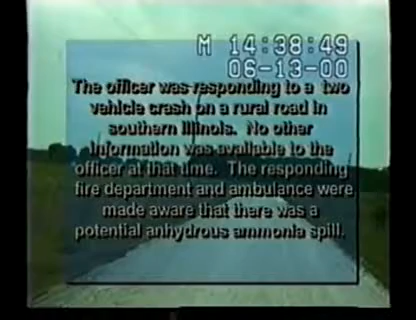 M 14:38:49
06-13-00
The officer was responding to a two
vehicle crash on a rural road in
southern Illinois. No other
information was available to the
officer at that time. The responding
fire department and ambulance were
made aware that there was a
potential anhydrous ammonia spill.